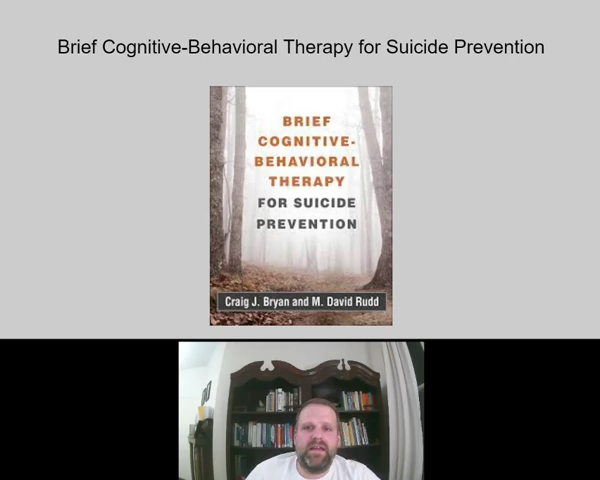 Brief Cognitive-Behavioral Therapy for Suicide Prevention
BRIEF
COGNITIVE-
BEHAVIORAL
THERAPY
FOR SUICIDE
PREVENTION
Craig J. Bryan and M. David Rudd